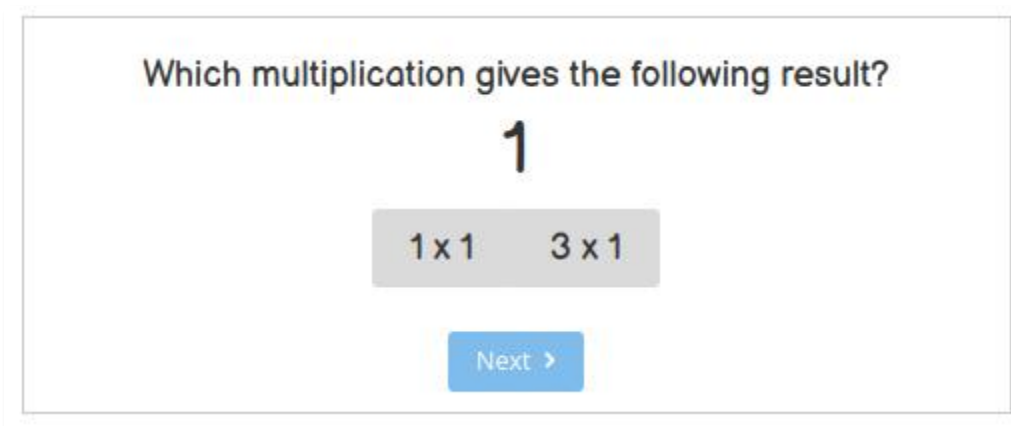 Which multiplication gives the following result?
1
1 x 1 3 x 1
Next >